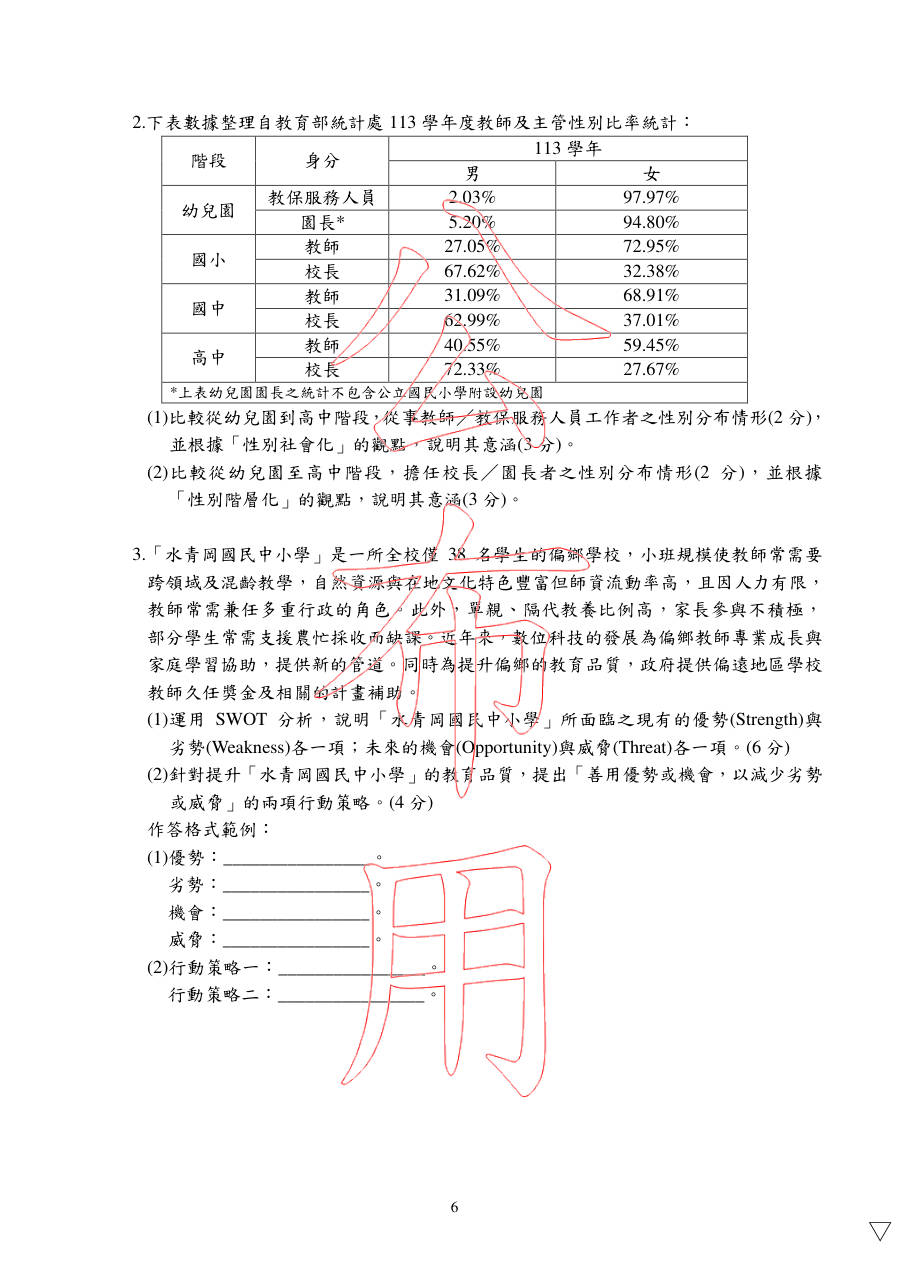 2.下表數據整理自教育部統計處 113 學年度教師及主管性別比率統計：
階段 身分 113 學年
男 女
幼兒園 教保服務人員 2.03% 97.97%
園長* 5.20% 94.80%
國小 教師 27.05% 72.95%
校長 67.62% 32.38%
國中 教師 31.09% 68.91%
校長 62.99% 37.01%
高中 教師 40.55% 59.45%
校長 72.33% 27.67%
*上表幼兒園園長之統計不包含公立國民小學附設幼兒園
(1)比較從幼兒園到高中階段，從事教師／教保服務人員工作者之性別分布情形(2 分)，
並根據「性別社會化」的觀點，說明其意涵(3 分)。
(2)比較從幼兒園至高中階段，擔任校長／園長者之性別分布情形(2 分)，並根據
「性別階層化」的觀點，說明其意涵(3 分)。
3.「水青岡國民中小學」是一所全校僅 38 名學生的偏鄉學校，小班規模使教師常需要
跨領域及混齡教學，自然資源與在地文化特色豐富但師資流動率高，且因人力有限，
教師常需兼任多重行政的角色。此外，單親、隔代教養比例高，家長參與不積極，
部分學生常需支援農忙採收而缺課。近年來，數位科技的發展為偏鄉教師專業成長與
家庭學習協助，提供新的管道。同時為提升偏鄉的教育品質，政府提供偏遠地區學校
教師久任獎金及相關的計畫補助。
(1)運用 SWOT 分析，說明「水青岡國民中小學」所面臨之現有的優勢(Strength)與
劣勢(Weakness)各一項；未來的機會(Opportunity)與威脅(Threat)各一項。(6 分)
(2)針對提升「水青岡國民中小學」的教育品質，提出「善用優勢或機會，以減少劣勢
或威脅」的兩項行動策略。(4 分)
作答格式範例：
(1)優勢：________________。
劣勢：________________。
機會：________________。
威脅：________________。
(2)行動策略一：________________。
行動策略二：________________。
公
布
用
6